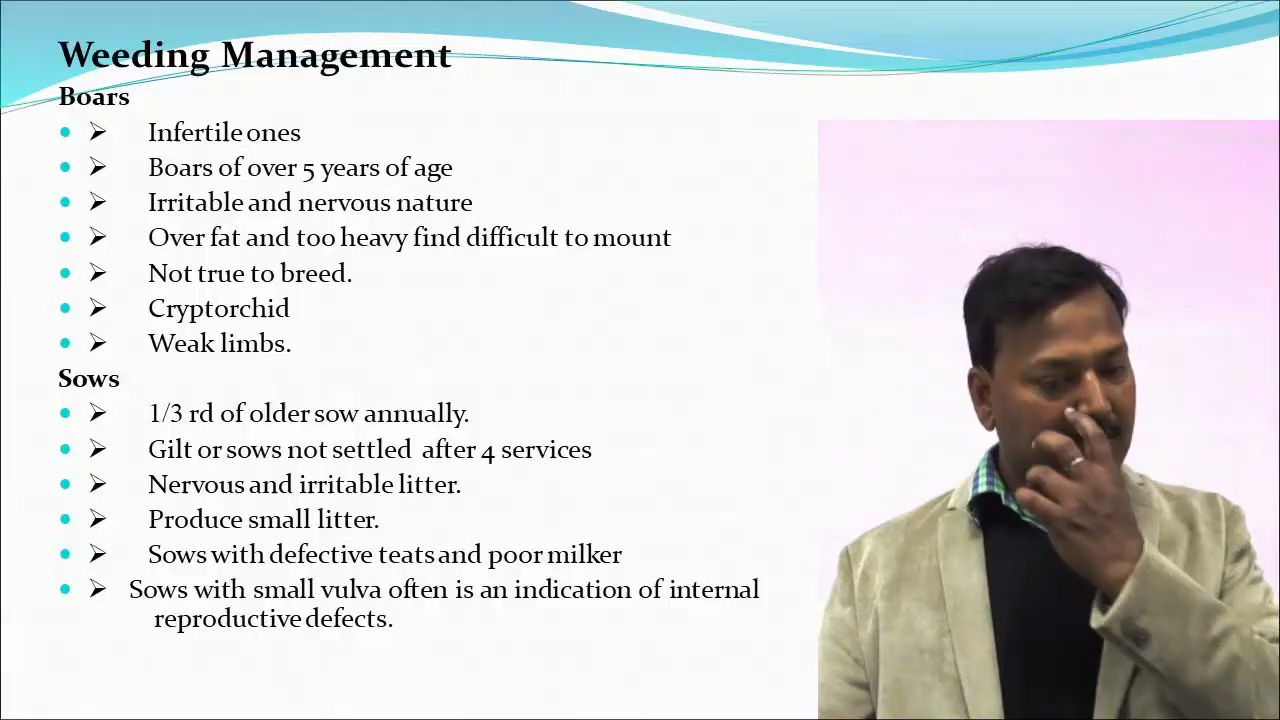 Weeding Management
Boars
Infertile ones
Boars of over 5 years of age
Irritable and nervous nature
Over fat and too heavy find difficult to mount
Not true to breed.
Cryptorchid
Weak limbs.
Sows
1/3 rd of older sow annually.
Gilt or sows not settled after 4 services
Nervous and irritable litter.
Produce small litter.
Sows with defective teats and poor milker
Sows with small vulva often is an indication of internal
reproductive defects.